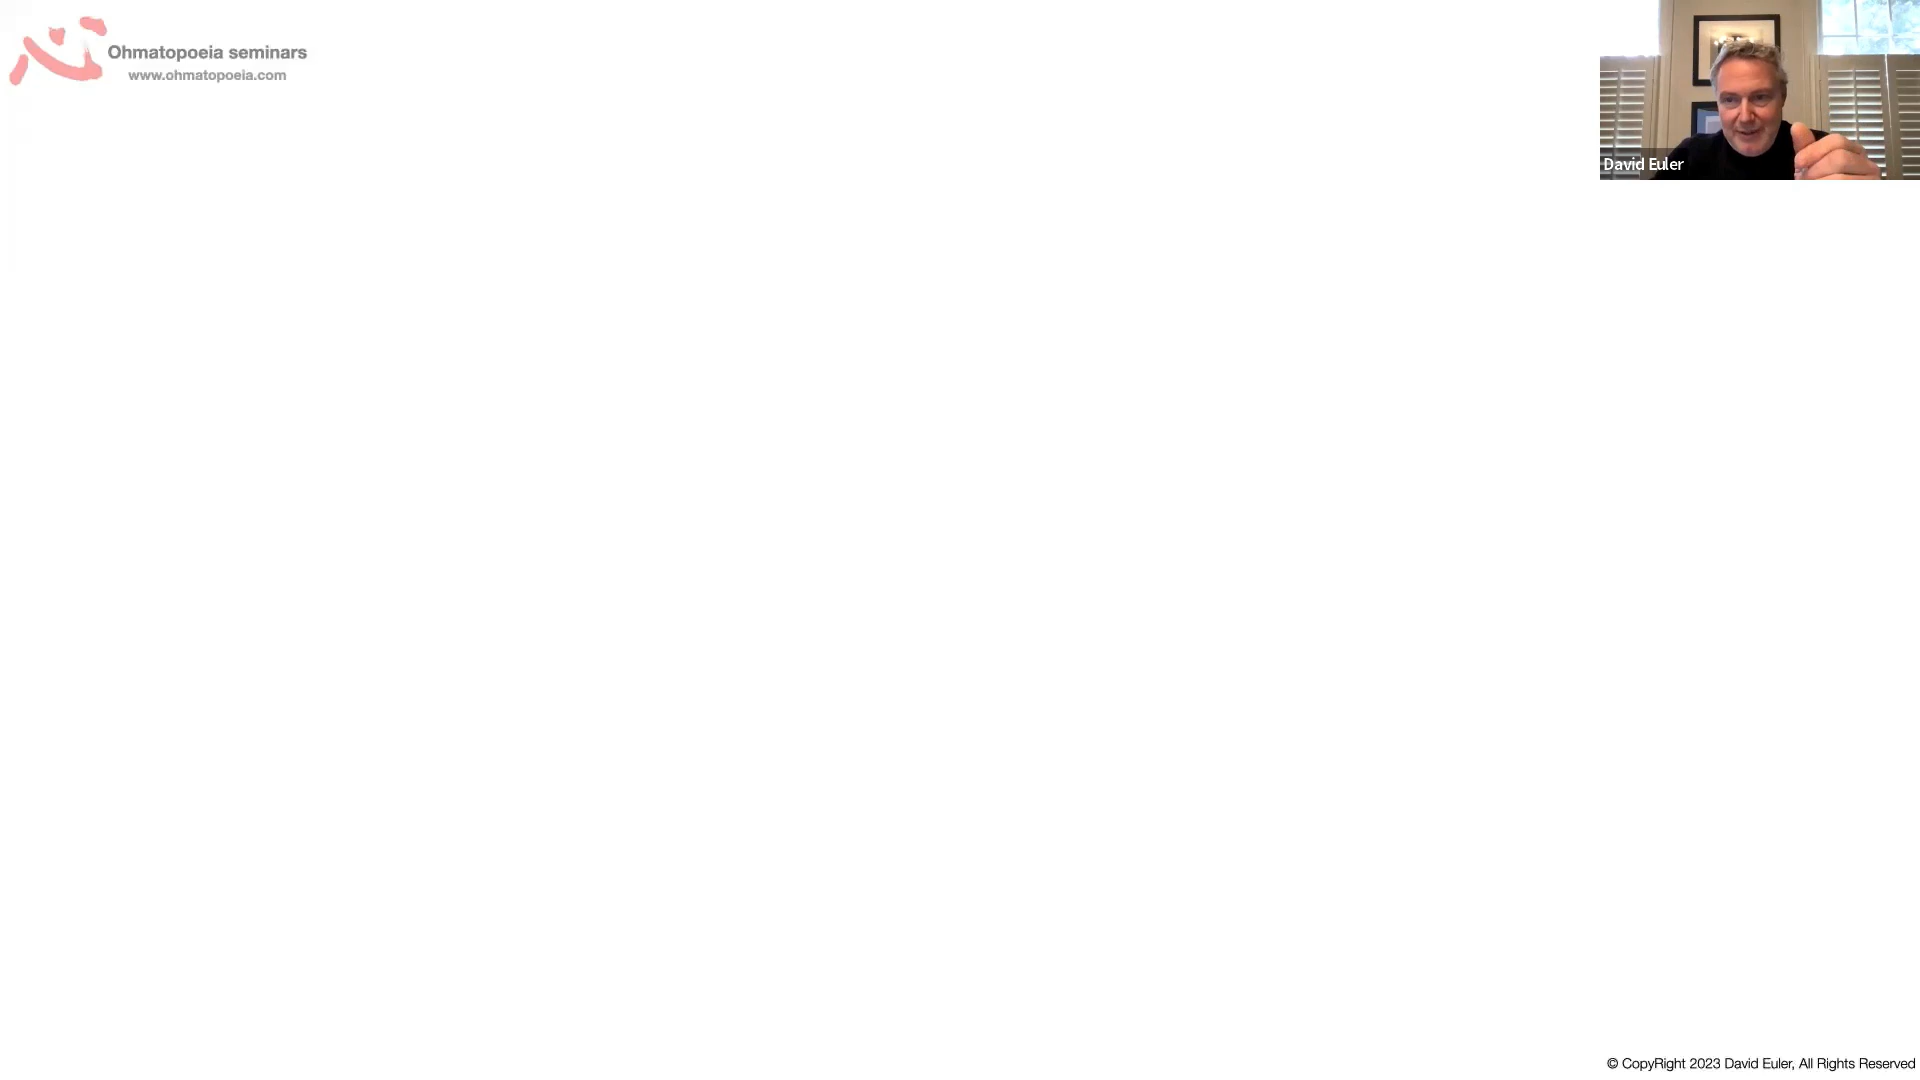 Ohmatopoeia seminars
www.ohmatopoeia.com
David Euler
© CopyRight 2023 David Euler, All Rights Reserved